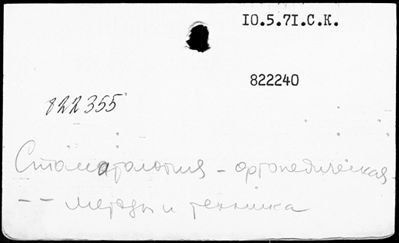 10.5.71.С.К.
822240
822355
Стоматология - ортопедическая -
-- методы и техника